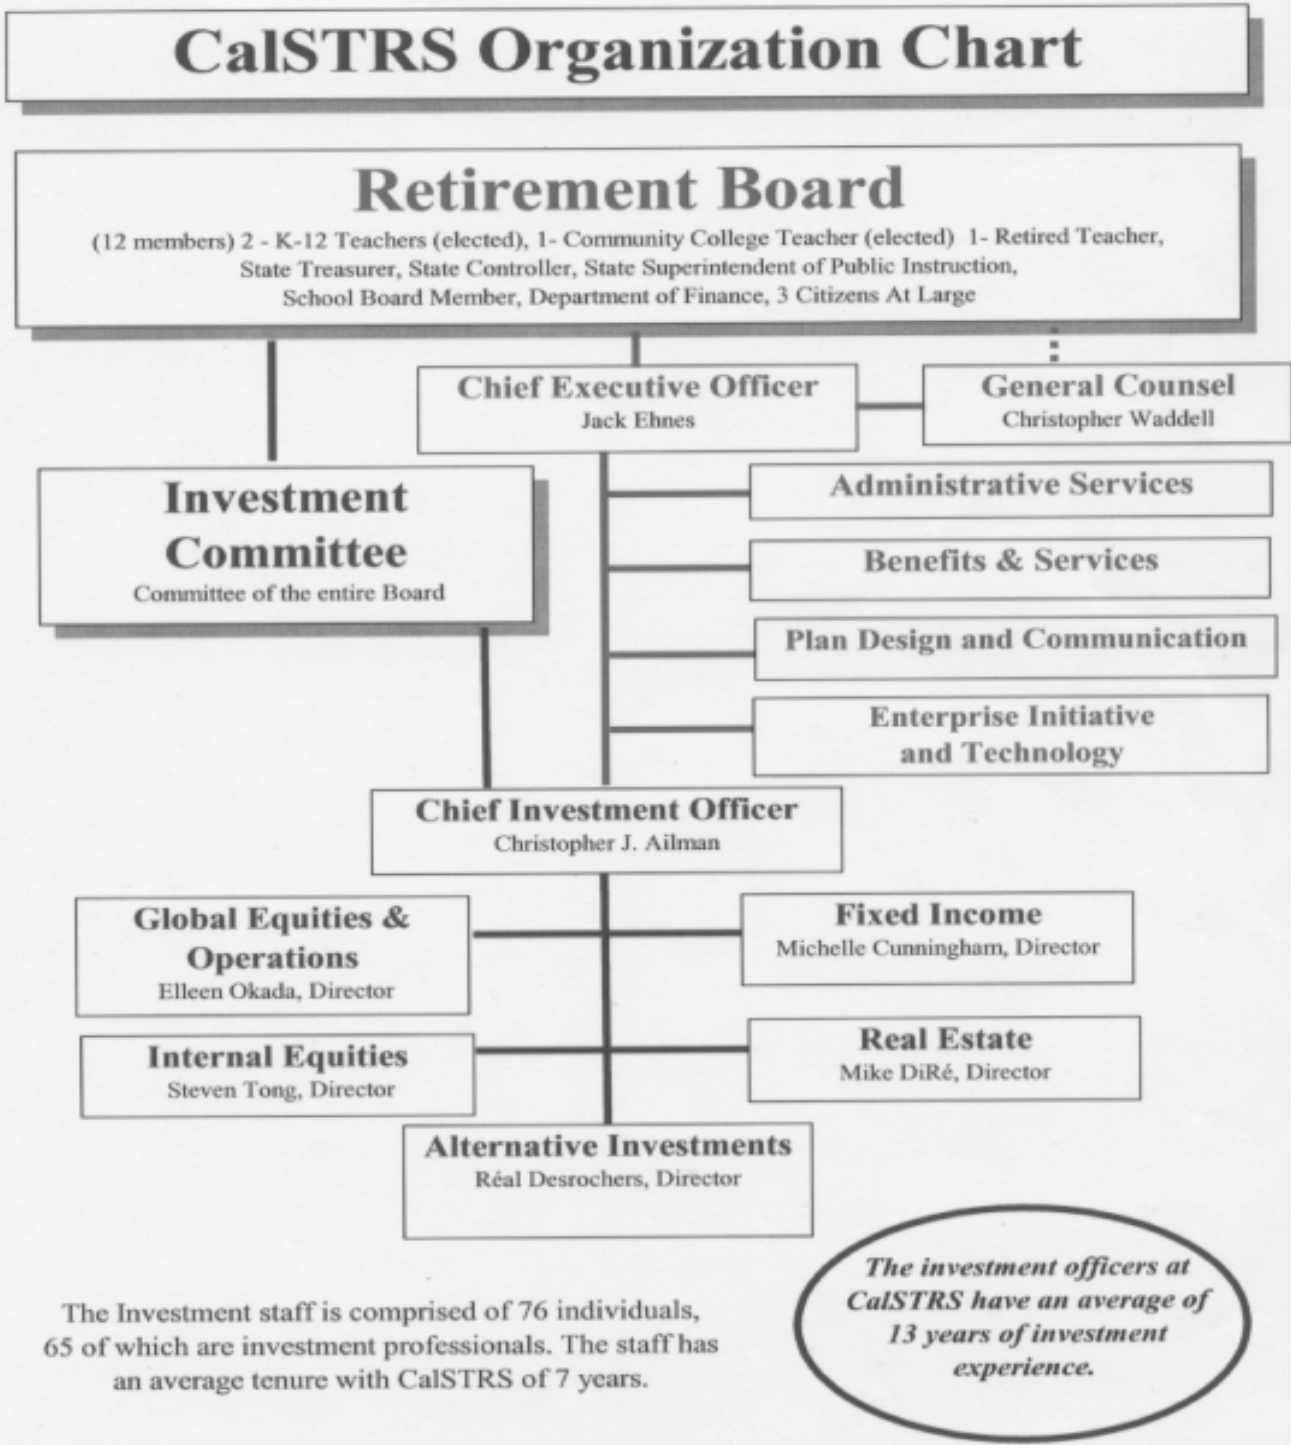 CalSTRS Organization Chart
Retirement Board
(12 members) 2 - K-12 Teachers (elected), 1- Community College Teacher (elected)  1- Retired Teacher,
State Treasurer, State Controller, State Superintendent of Public Instruction,
School Board Member, Department of Finance, 3 Citizens At Large
Chief Executive Officer
Jack Ehnes
General Counsel
Christopher Waddell
Investment
Committee
Committee of the entire Board
Administrative Services
Benefits & Services
Plan Design and Communication
Enterprise Initiative
and Technology
Chief Investment Officer
Christopher J. Ailman
Global Equities &
Operations
Elleen Okada, Director
Fixed Income
Michelle Cunningham, Director
Internal Equities
Steven Tong, Director
Real Estate
Mike DiRé, Director
Alternative Investments
Réal Desrochers, Director
The Investment staff is comprised of 76 individuals,
65 of which are investment professionals. The staff has
an average tenure with CalSTRS of 7 years.
The investment officers at
CalSTRS have an average of
13 years of investment
experience.